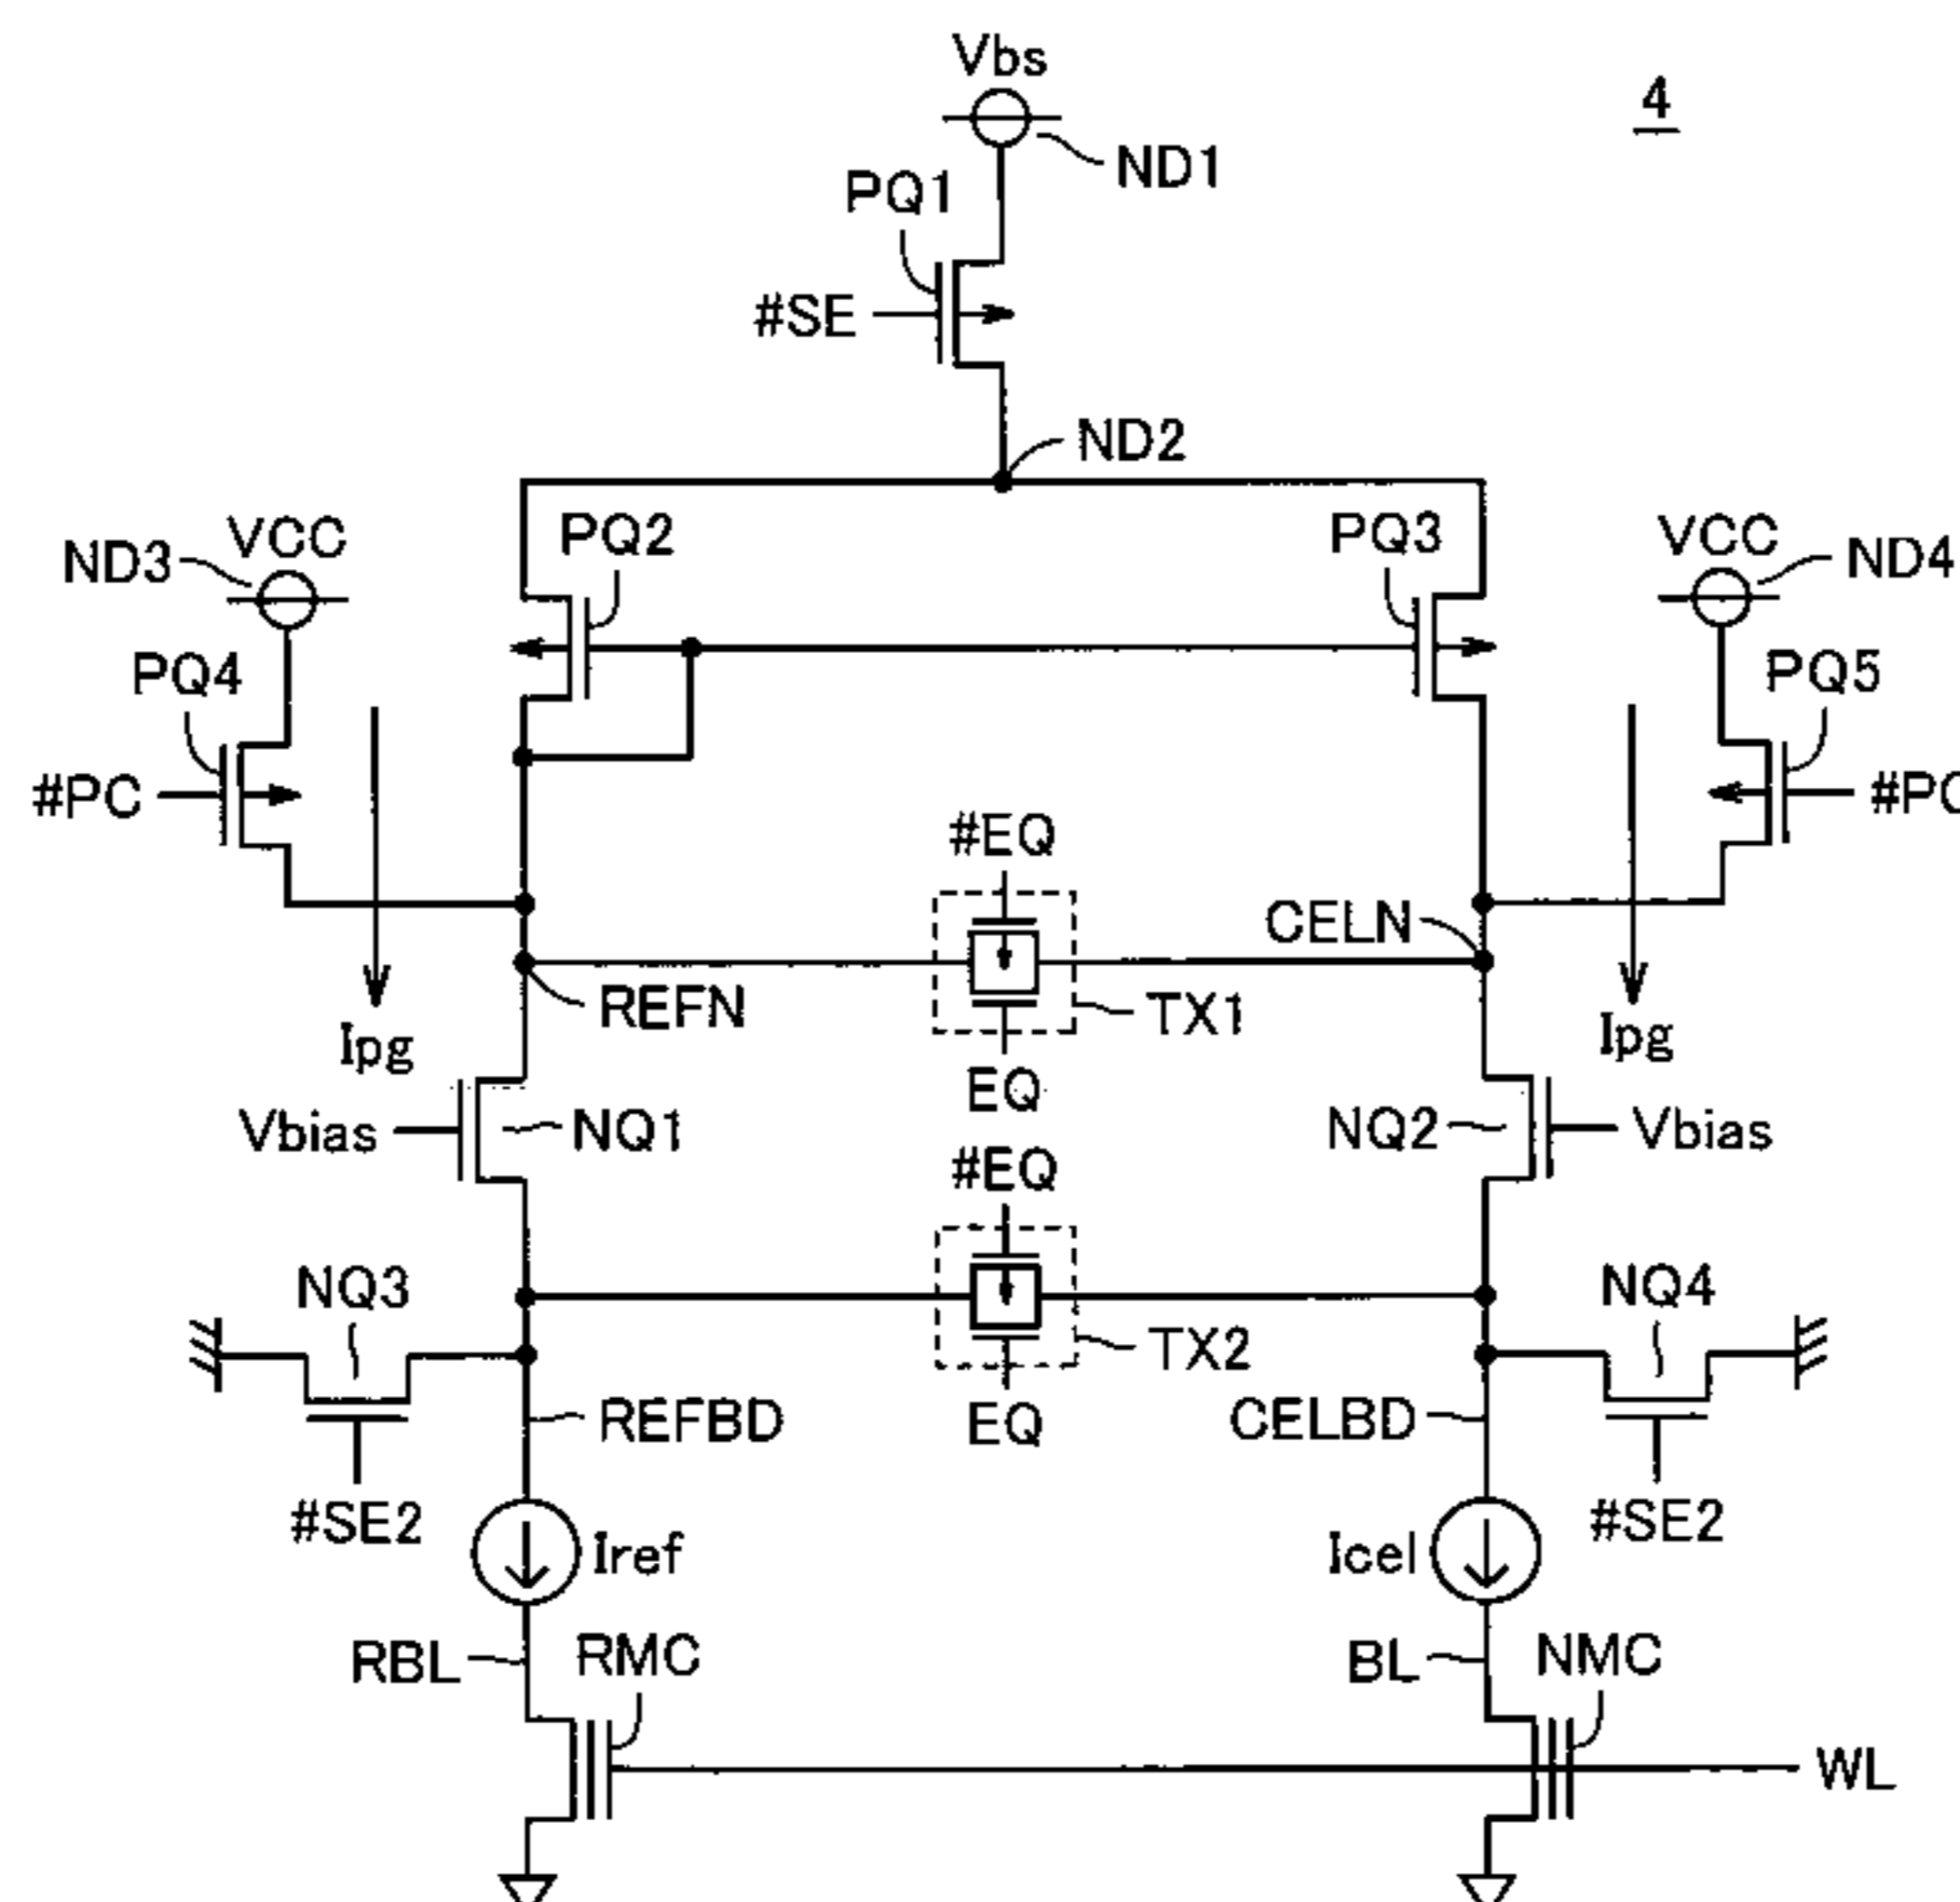 Vbs
4
ND1
PQ1
#SE
ND2
PQ2
PQ3
VCC
VCC
ND3
ND4
PQ4
PQ5
#PC
#PC
#EQ
CELN
REFN
TX1
Ipg
Ipg
EQ
Vbias
NQ1
NQ2
Vbias
#EQ
NQ3
NQ4
TX2
REFBD
EQ
CELBD
#SE2
#SE2
Iref
Icel
RBL
RMC
BL
NMC
WL